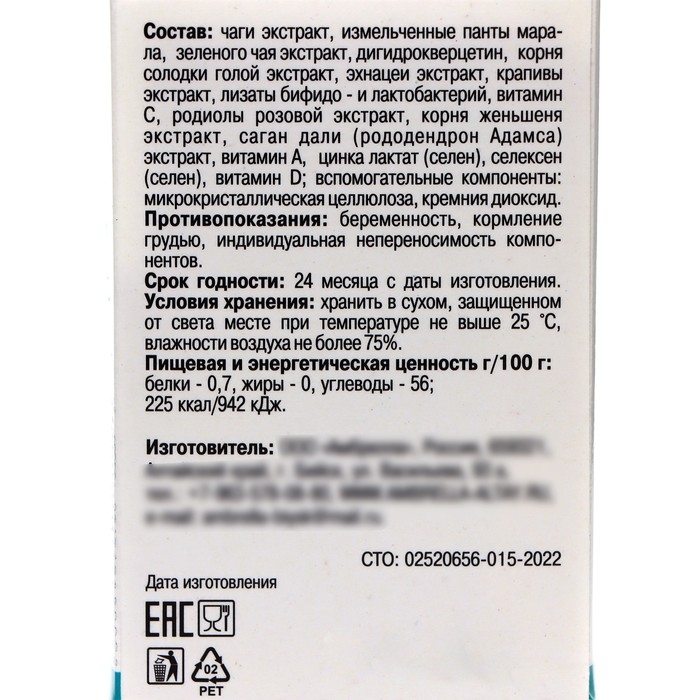 Состав: чаги экстракт, измельченные панты мара-
ла, зеленого чая экстракт, дигидрокверцетин, корня
солодки голой экстракт, эхнацеи экстракт, крапивы
экстракт, лизаты бифидо - и лактобактерий, витамин
С, родиолы розовой экстракт, корня женьшеня
экстракт, саган дали (рододендрон Адамса)
экстракт, витамин А, цинка лактат (селен), селексен
(селен), витамин D; вспомогательные компоненты:
микрокристаллическая целлюлоза, кремния диоксид.
Противопоказания: беременность, кормление
грудью, индивидуальная непереносимость компо-
нентов.
Срок годности: 24 месяца с даты изготовления.
Условия хранения: хранить в сухом, защищенном
от света месте при температуре не выше 25 °С,
влажности воздуха не более 75%.
Пищевая и энергетическая ценность г/100 г:
белки - 0,7, жиры - 0, углеводы - 56;
225 ккал/942 кДж.
Изготовитель:
СТО: 02520656-015-2022
Дата изготовления
EAC
02
PET